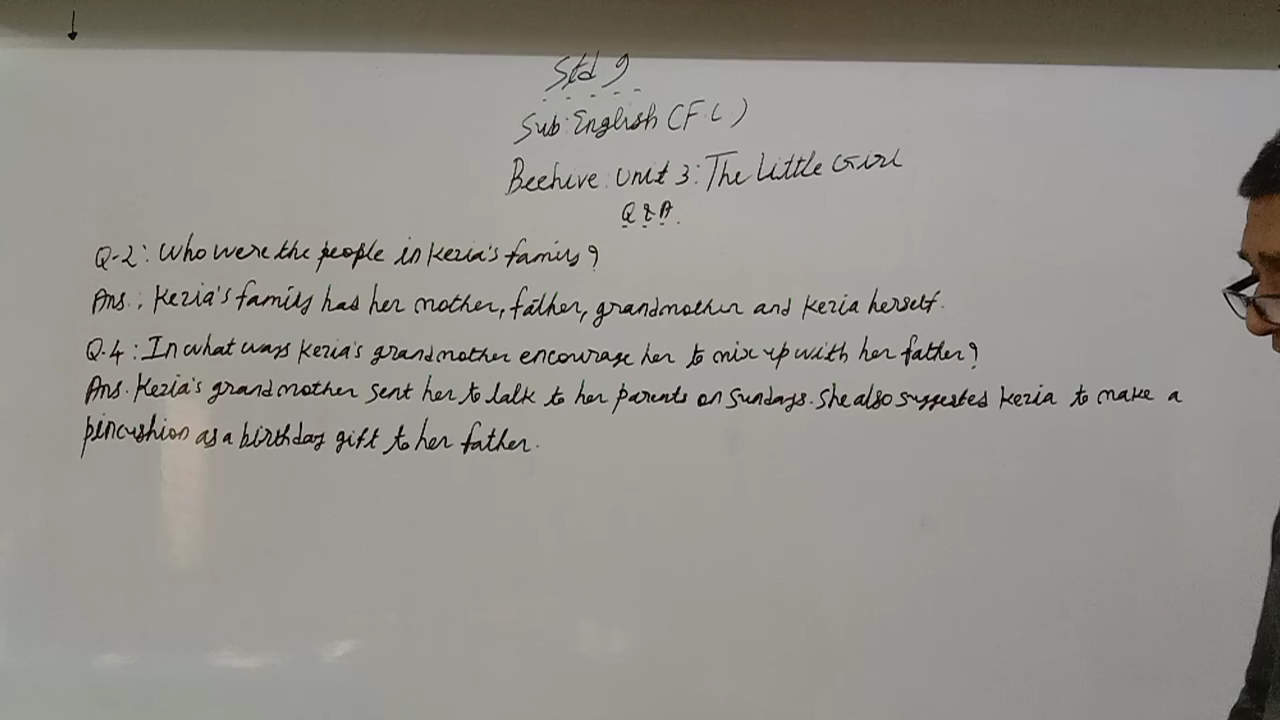 Std 9
Sub: English (F.L)
Beehive: Unit 3: The Little Girl
Q & A.
Q-2: Who were the people in Kezia's family?
Ans: Kezia's family has her mother, father, grandmother and Kezia herself.
Q.4: In what ways Kezia's grandmother encourage her to mix up with her father?
Ans. Kezia's grandmother sent her to talk to her parents on Sundays. She also suggested Kezia to make a
pincushion as a birthday gift to her father.